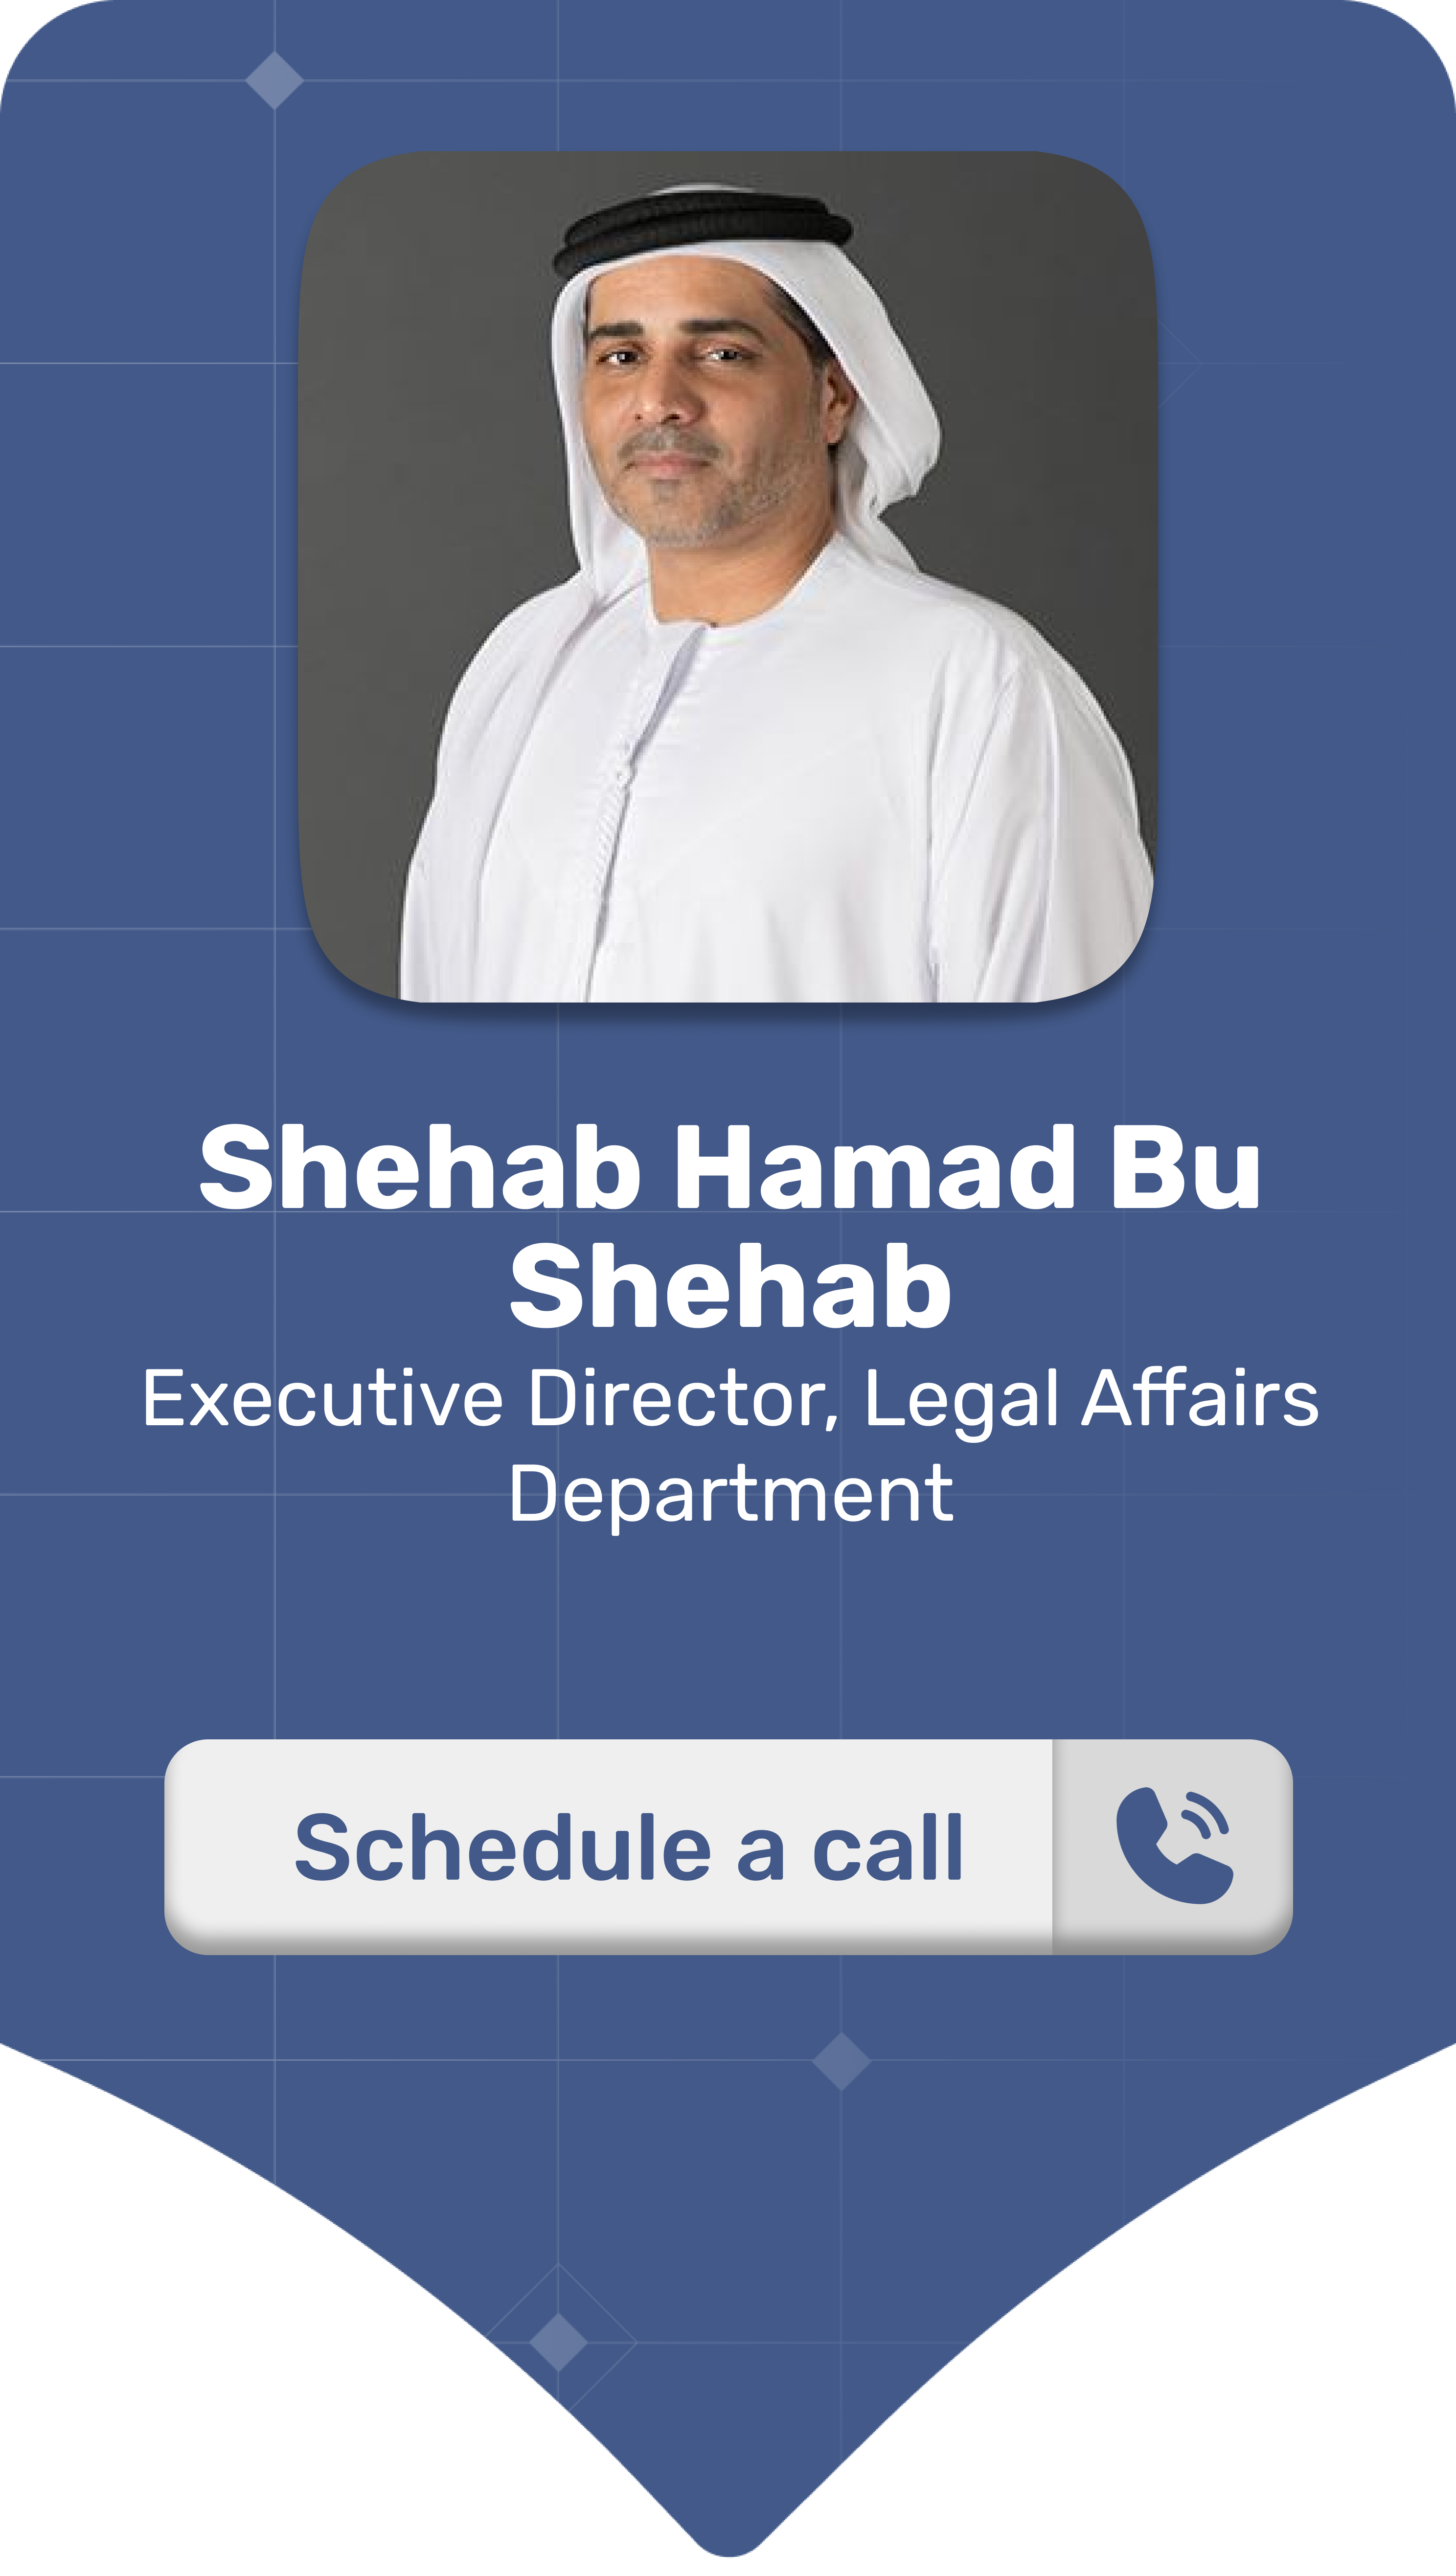 Shehab Hamad Bu
Shehab
Executive Director, Legal Affairs
Department
Schedule a call